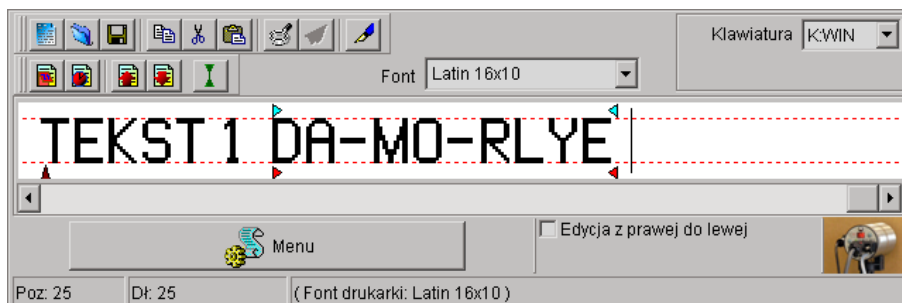 Klawiatura K:WIN
Font Latin 16x10
TEKST 1 DA-MO-RLYE
Menu
Edycja z prawej do lewej
Poz: 25 Dł: 25 ( Font drukarki: Latin 16x10 )